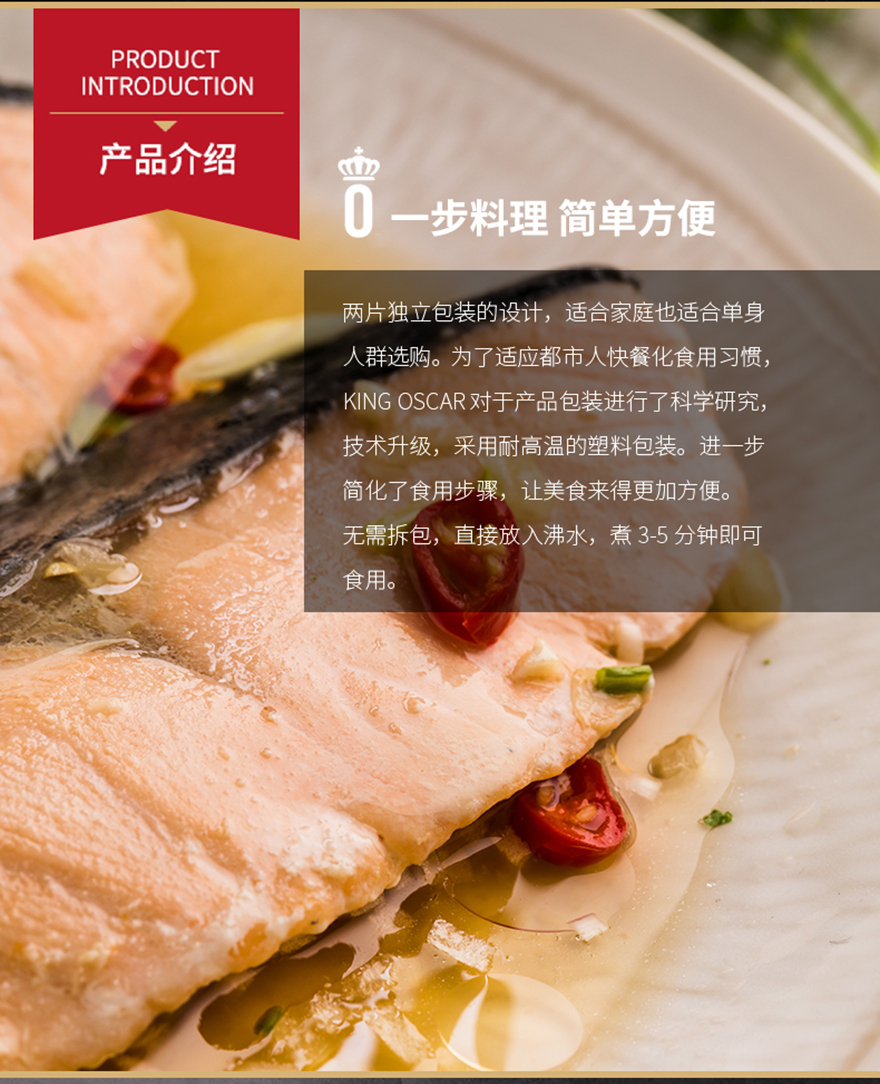 PRODUCT
INTRODUCTION
产品介绍
0 一步料理 简单方便
两片独立包装的设计，适合家庭也适合单身
人群选购。为了适应都市人快餐化食用习惯，
KING OSCAR 对于产品包装进行了科学研究，
技术升级，采用耐高温的塑料包装。进一步
简化了食用步骤，让美食来得更加方便。
无需拆包，直接放入沸水，煮 3-5 分钟即可
食用。